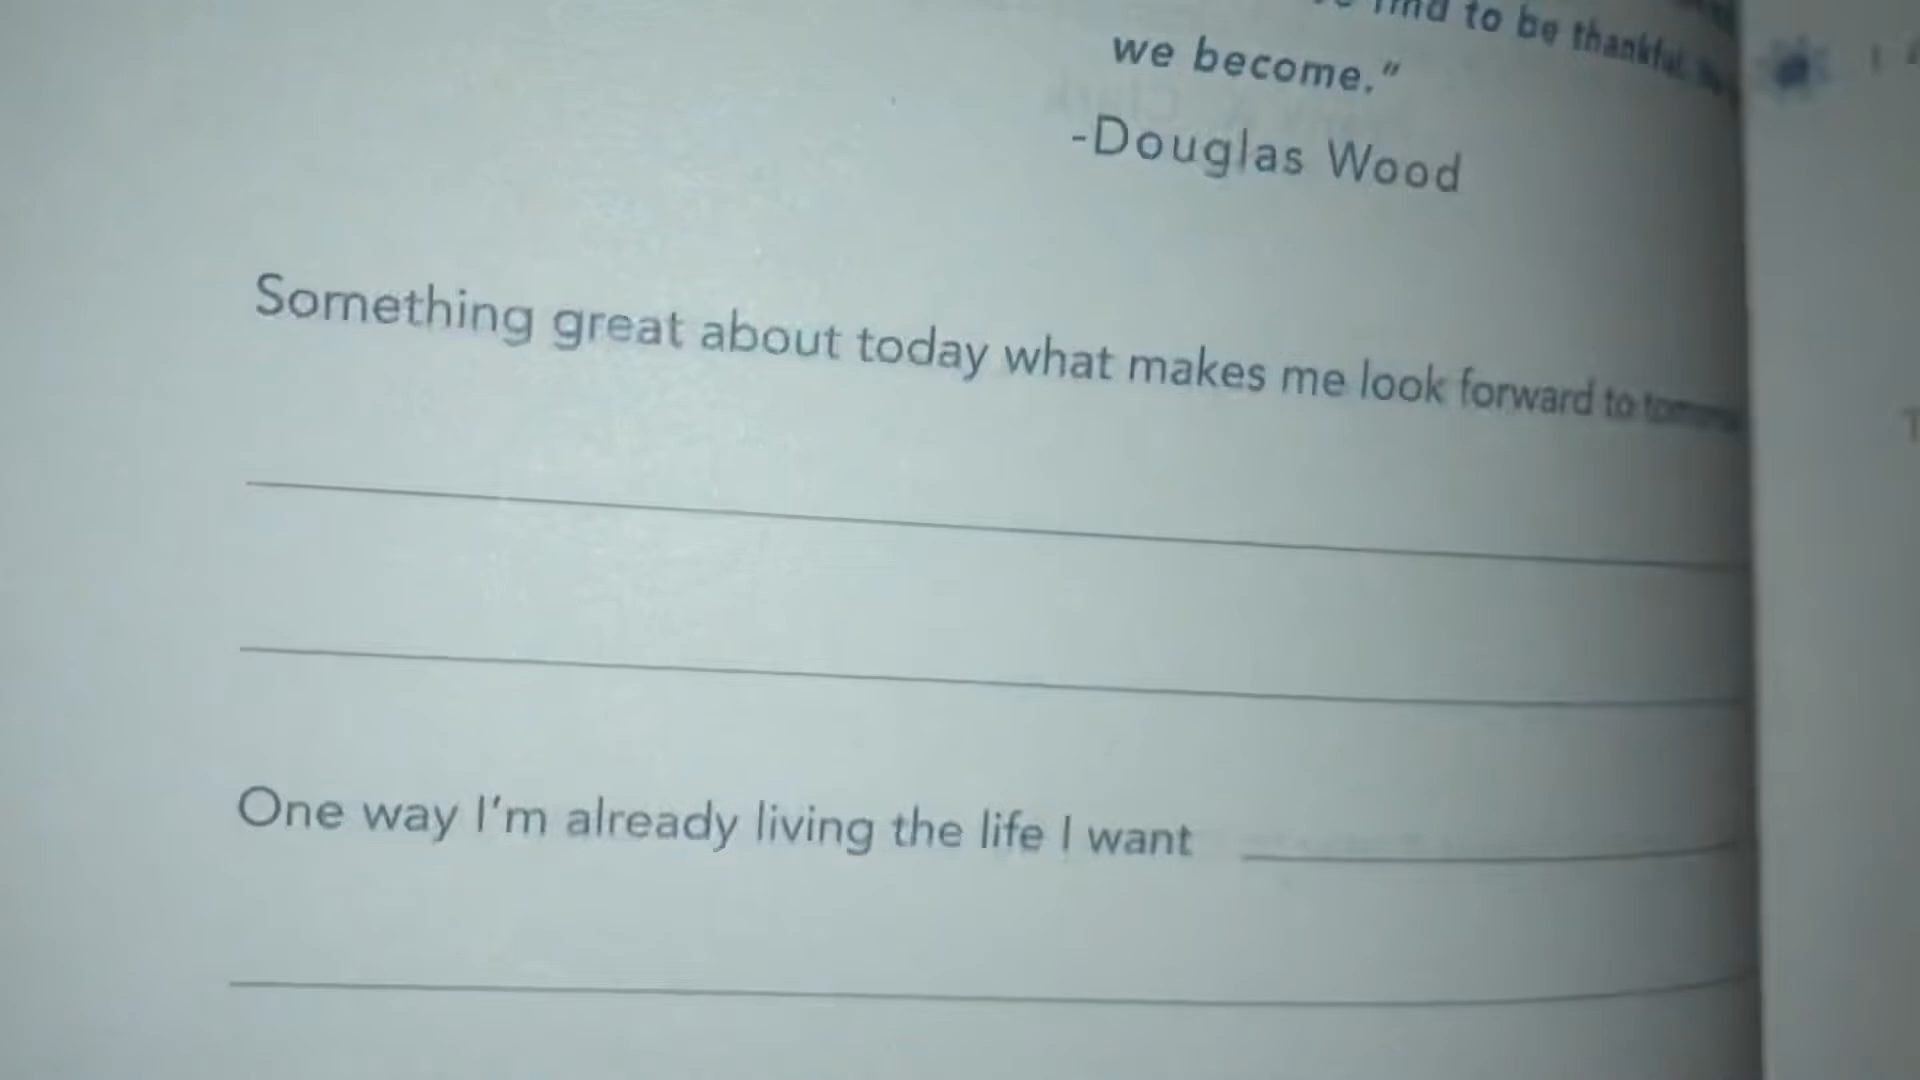 to be thankful
we become."
-Douglas Wood
Something great about today what makes me look forward to
One way I'm already living the life I want